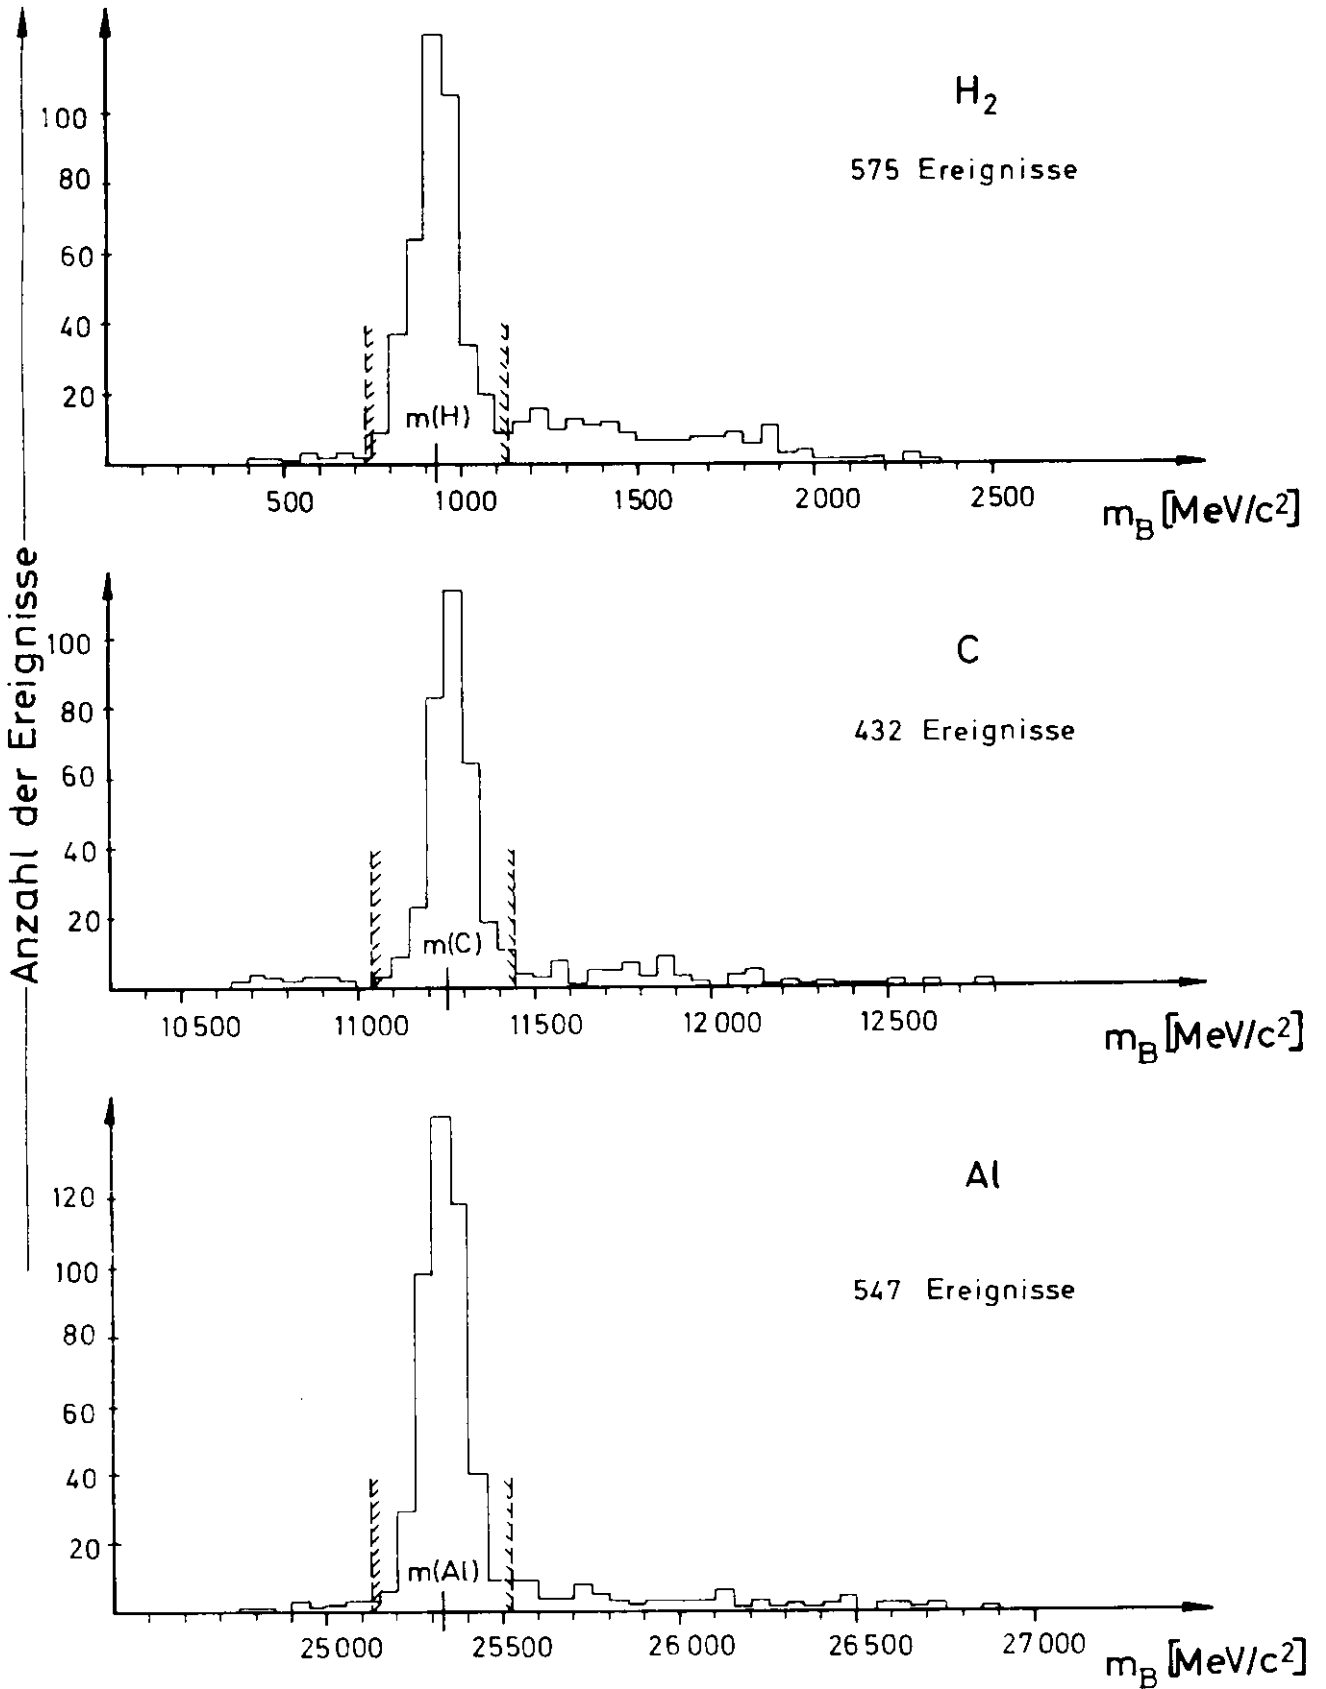 Anzahl der Ereignisse
H2
575 Ereignisse
100
80
60
40
20
m(H)
500 1000 1500 2000 2500
mB [MeV/c2]
C
432 Ereignisse
100
80
60
40
20
m(C)
10500 11000 11500 12000 12500
mB [MeV/c2]
Al
547 Ereignisse
120
100
80
60
40
20
m(Al)
25000 25500 26000 26500 27000
mB [MeV/c2]